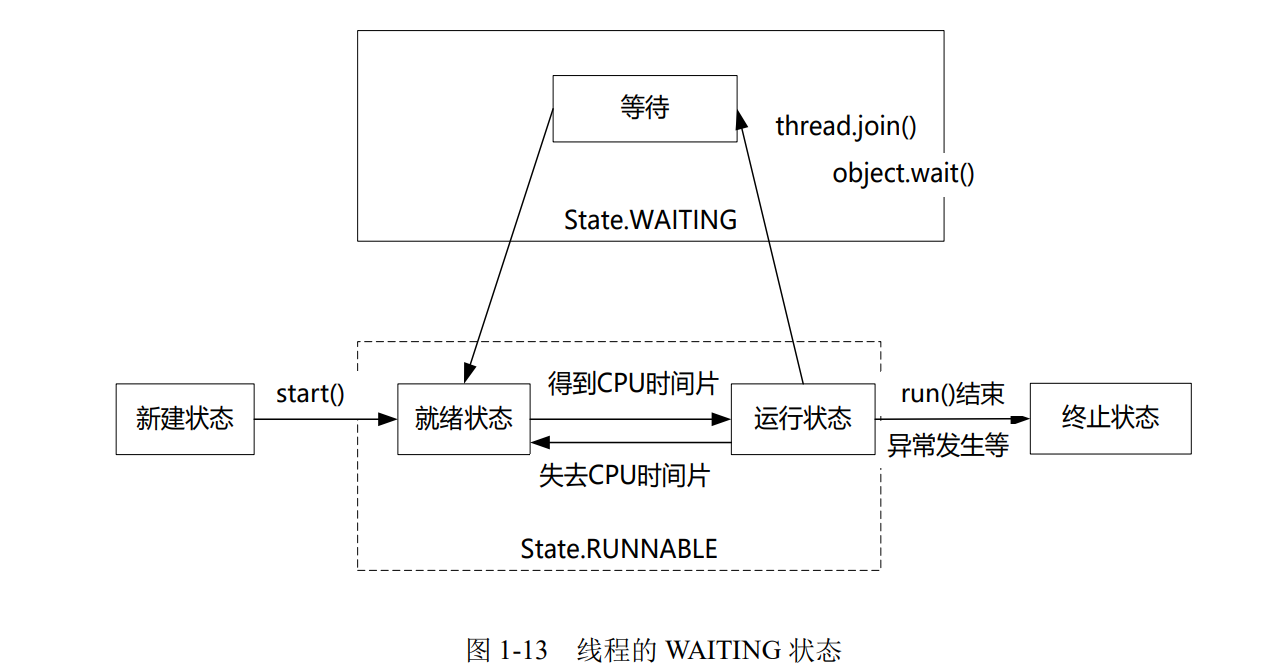 等待
thread.join()
object.wait()
State.WAITING
start()
得到CPU时间片
run()结束
新建状态
就绪状态
运行状态
终止状态
异常发生等
失去CPU时间片
State.RUNNABLE
图 1-13 线程的 WAITING 状态